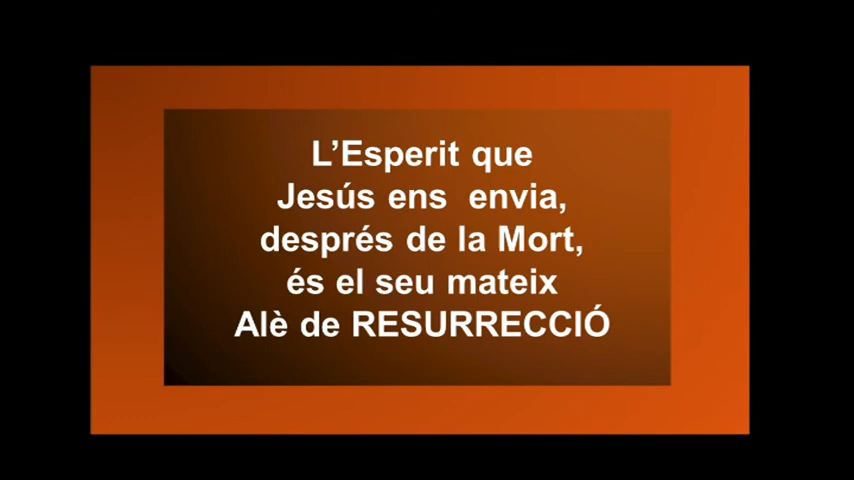 L’Esperit que
Jesús ens  envia,
després de la Mort,
és el seu mateix
Alè de RESURRECCIÓ